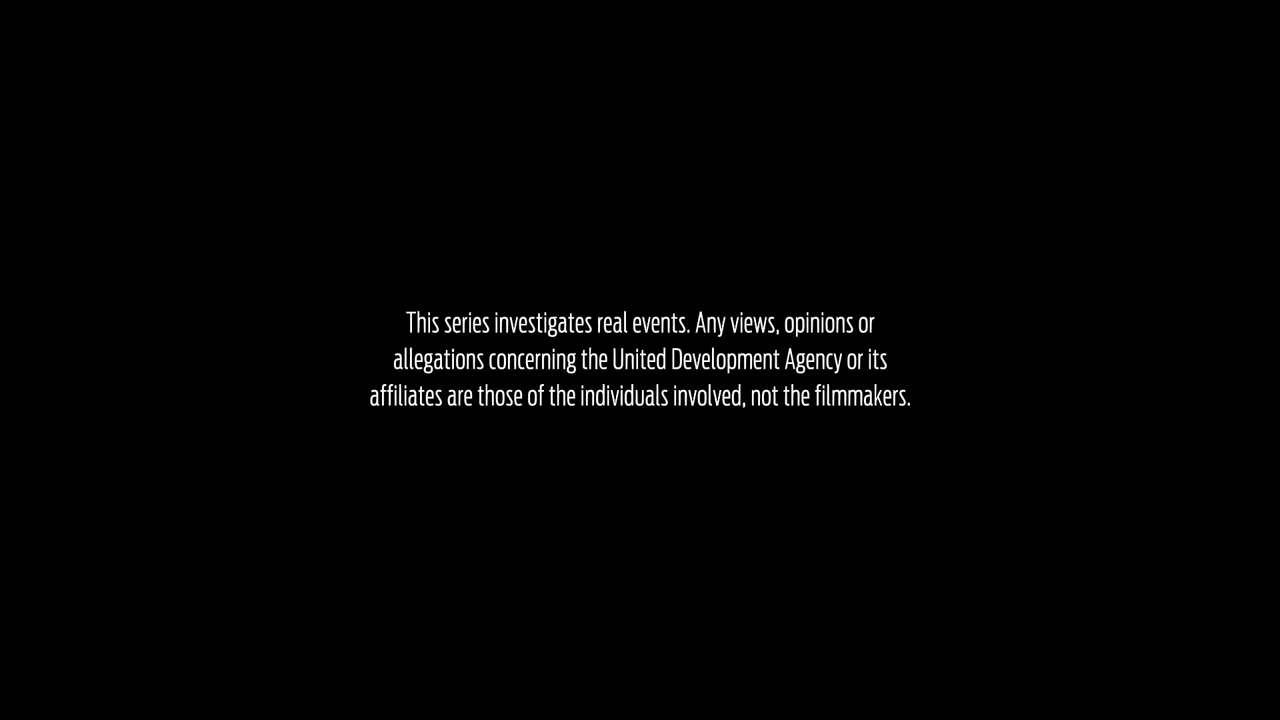 This series investigates real events. Any views, opinions or
allegations concerning the United Development Agency or its
affiliates are those of the individuals involved, not the filmmakers.